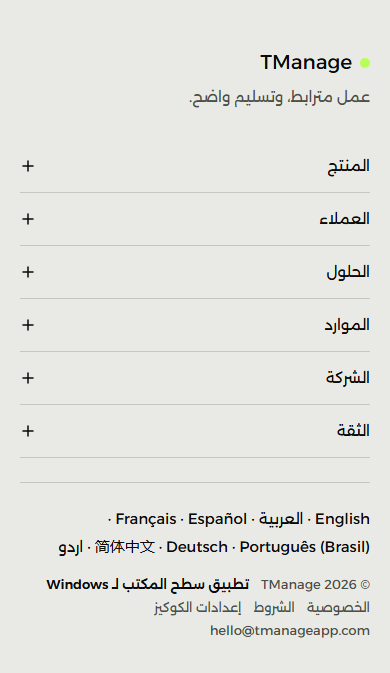 TManage
عمل مترابط، وتسليم واضح.
المنتج +
العملاء +
الحلول +
الموارد +
الشركة +
الثقة +
English · العربية · Español · Français ·
Português (Brasil) · Deutsch · 简体中文 · اردو
© 2026 TManage تطبيق سطح المكتب لـ Windows
الخصوصية الشروط إعدادات الكوكيز
hello@tmanageapp.com